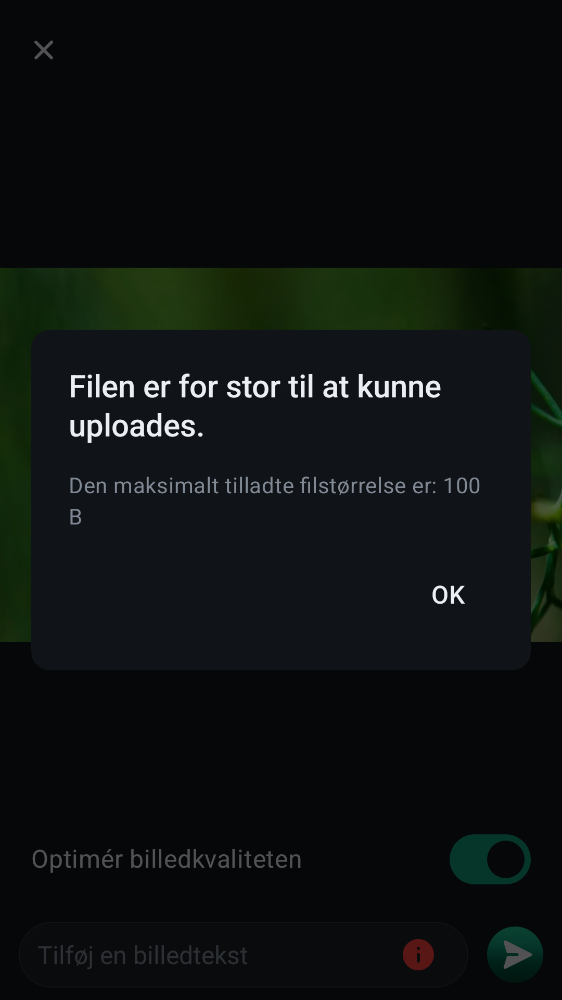 Filen er for stor til at kunne
uploades.
Den maksimalt tilladte filstørrelse er: 100
B
OK
Optimér billedkvaliteten
Tilføj en billedtekst